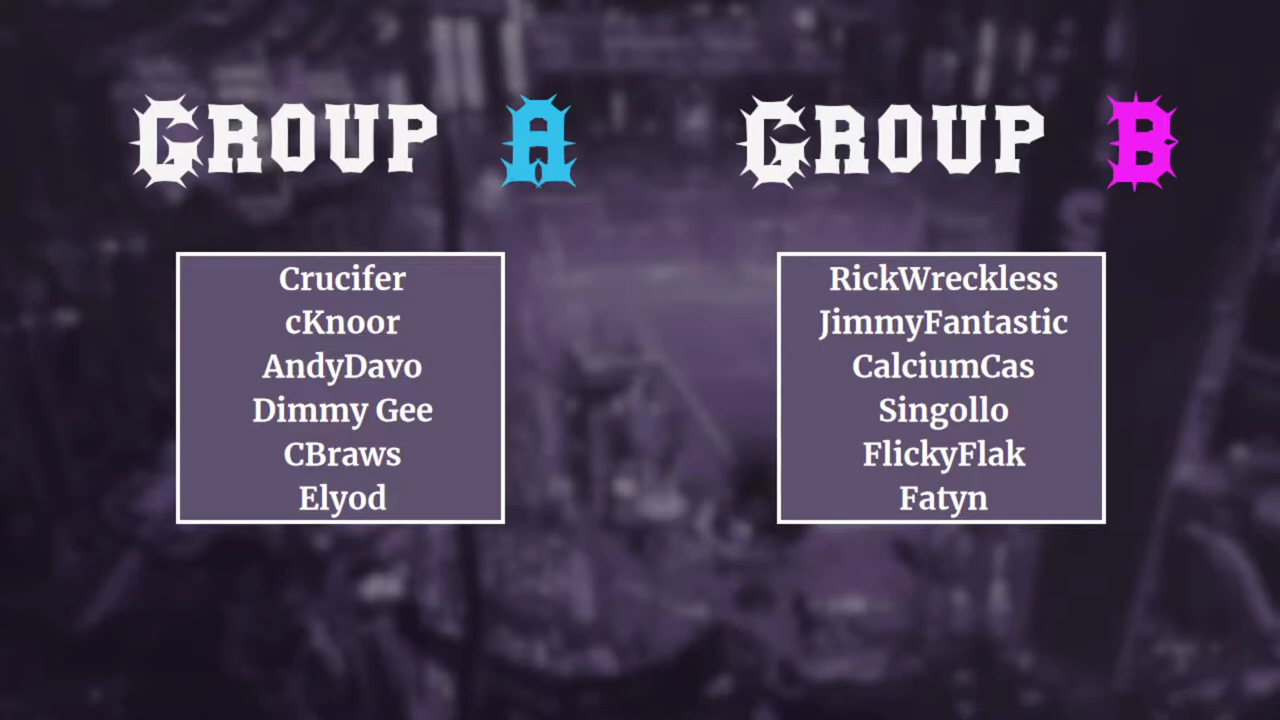 Group A
Crucifer
cKnoor
AndyDavo
Dimmy Gee
CBraws
Elyod
Group B
RickWreckless
JimmyFantastic
CalciumCas
Singollo
FlickyFlak
Fatyn